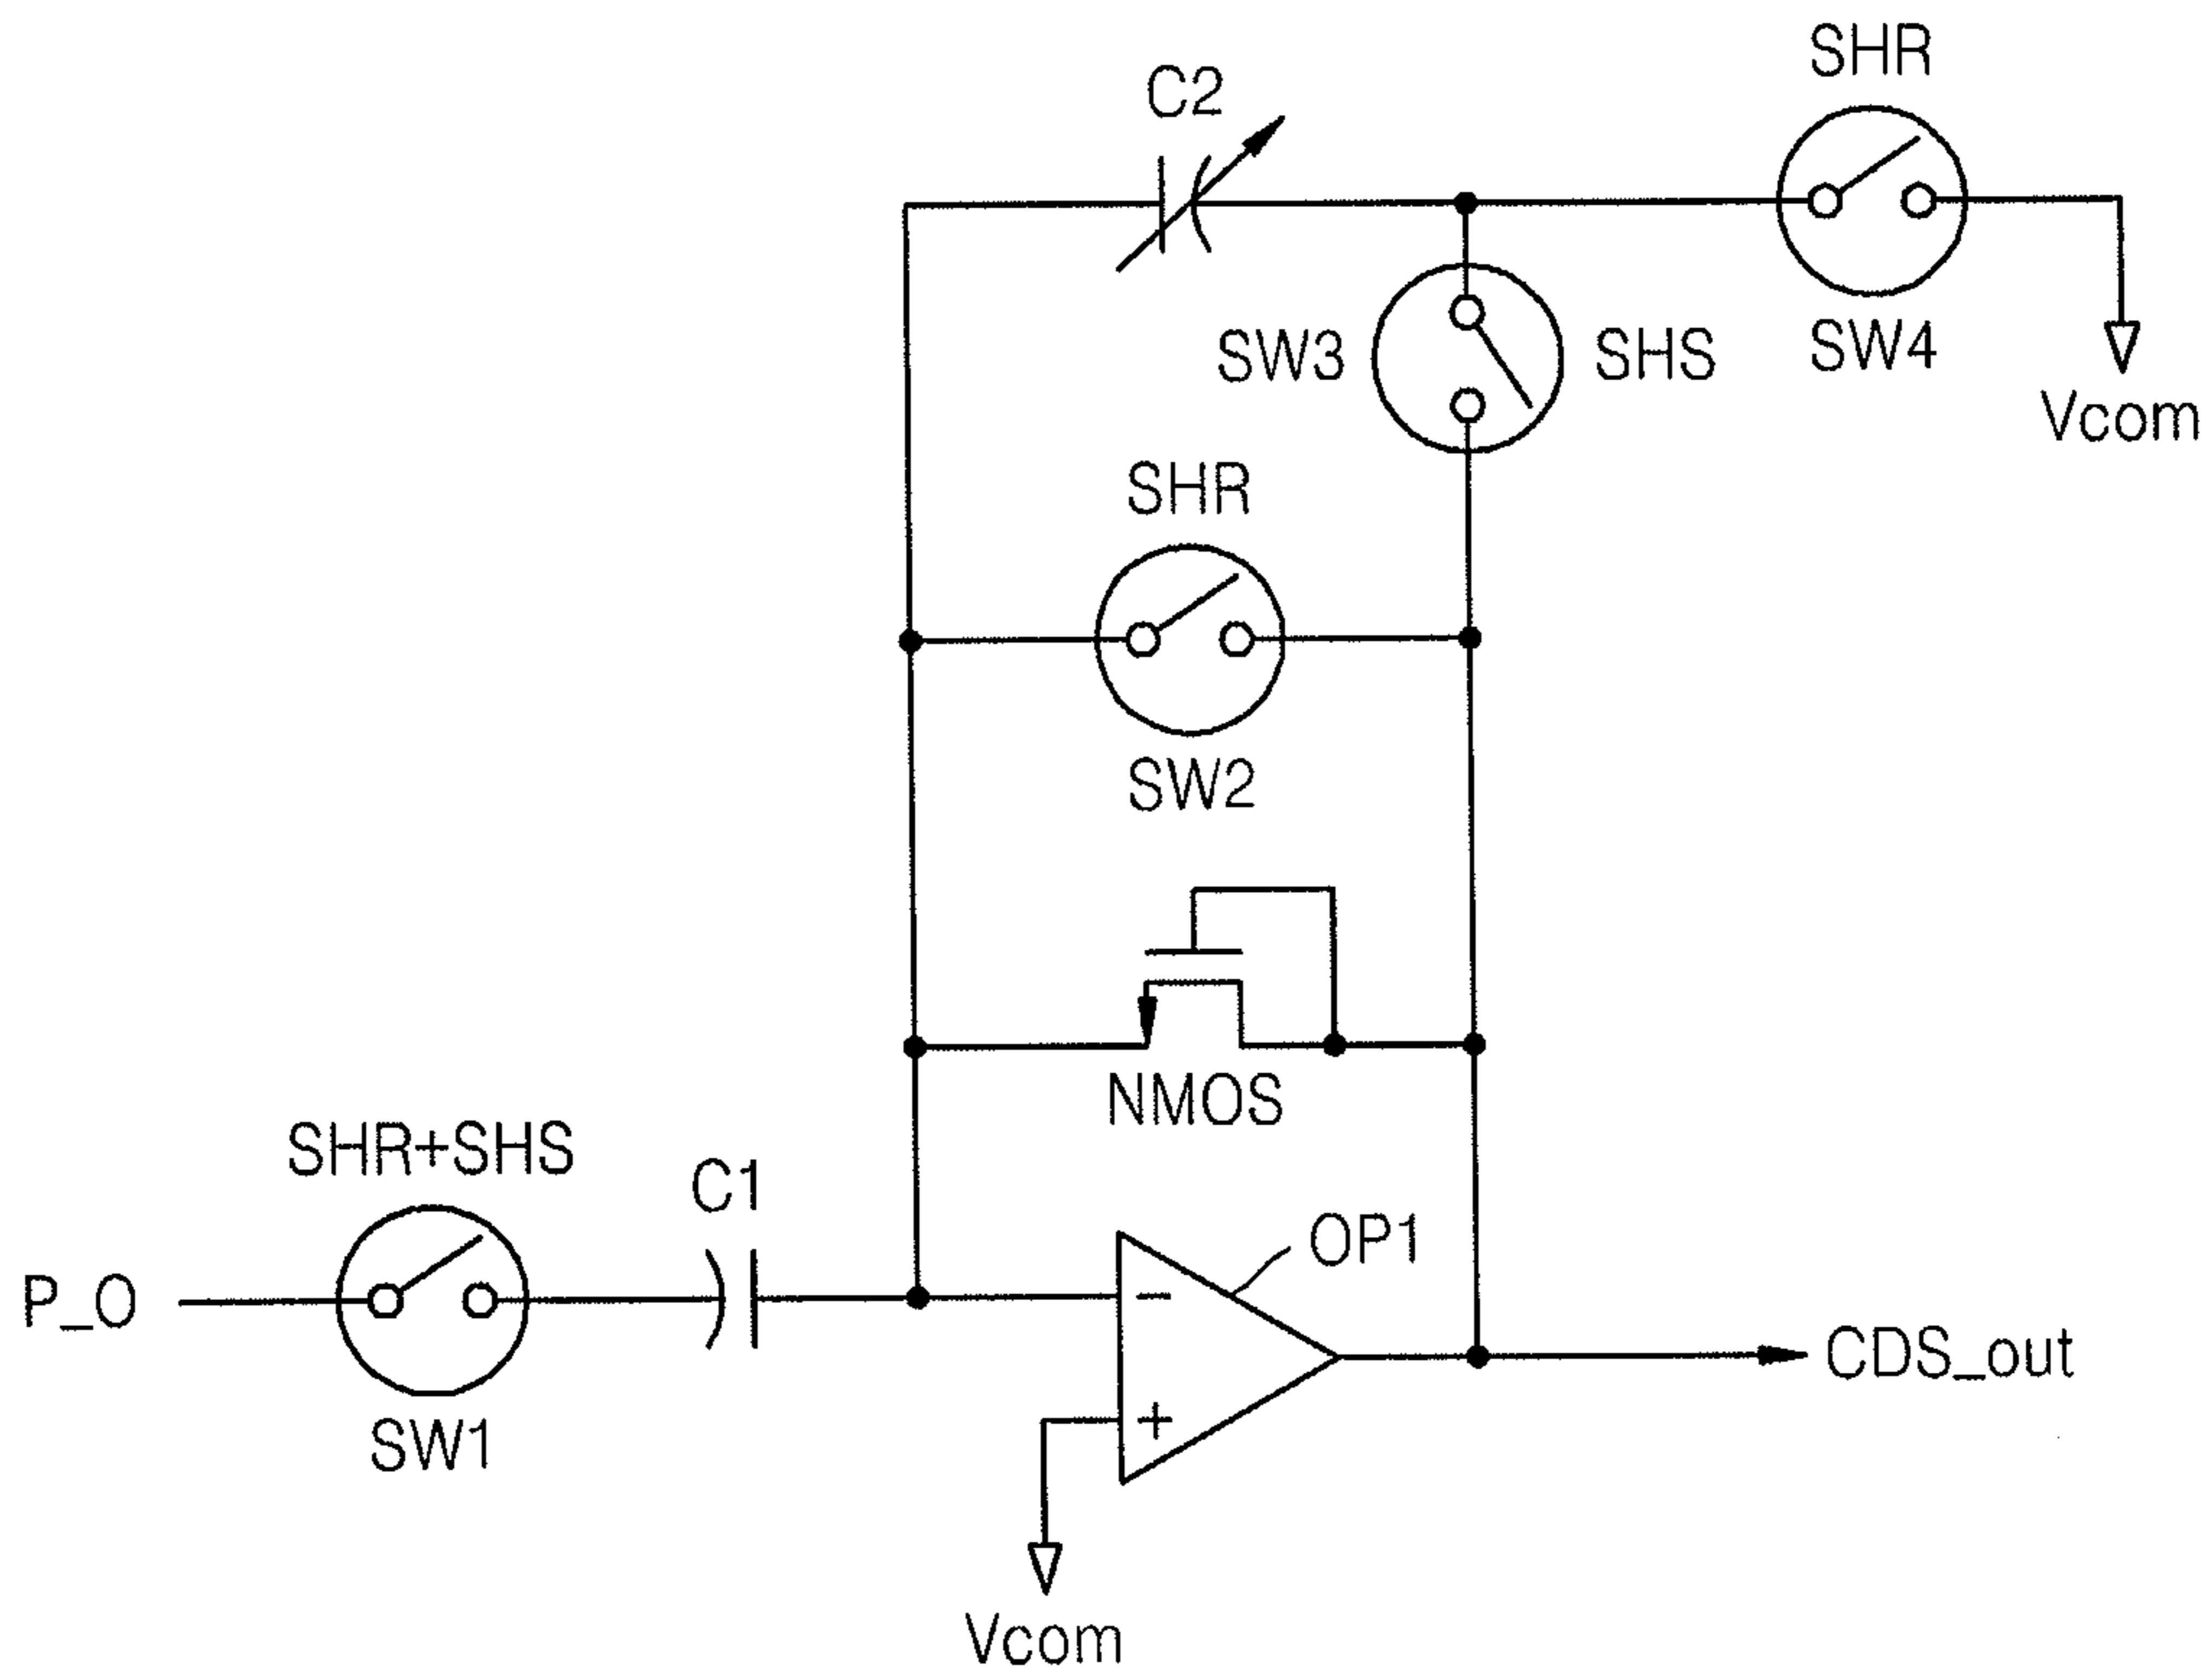 SHR
C2
SW3
SHS
SW4
Vcom
SHR
SW2
NMOS
SHR+SHS
C1
OP1
P_O
−
CDS_out
+
SW1
Vcom